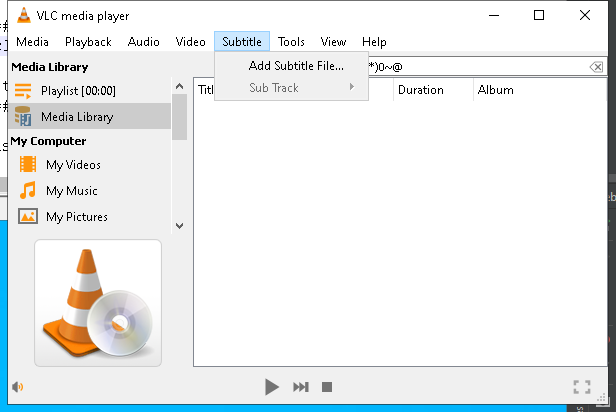 VLC media player
Media Playback Audio Video Subtitle Tools View Help
Media Library
Add Subtitle File...
*)0~@
Playlist [00:00]
Sub Track
Duration
Album
Media Library
My Computer
My Videos
My Music
My Pictures